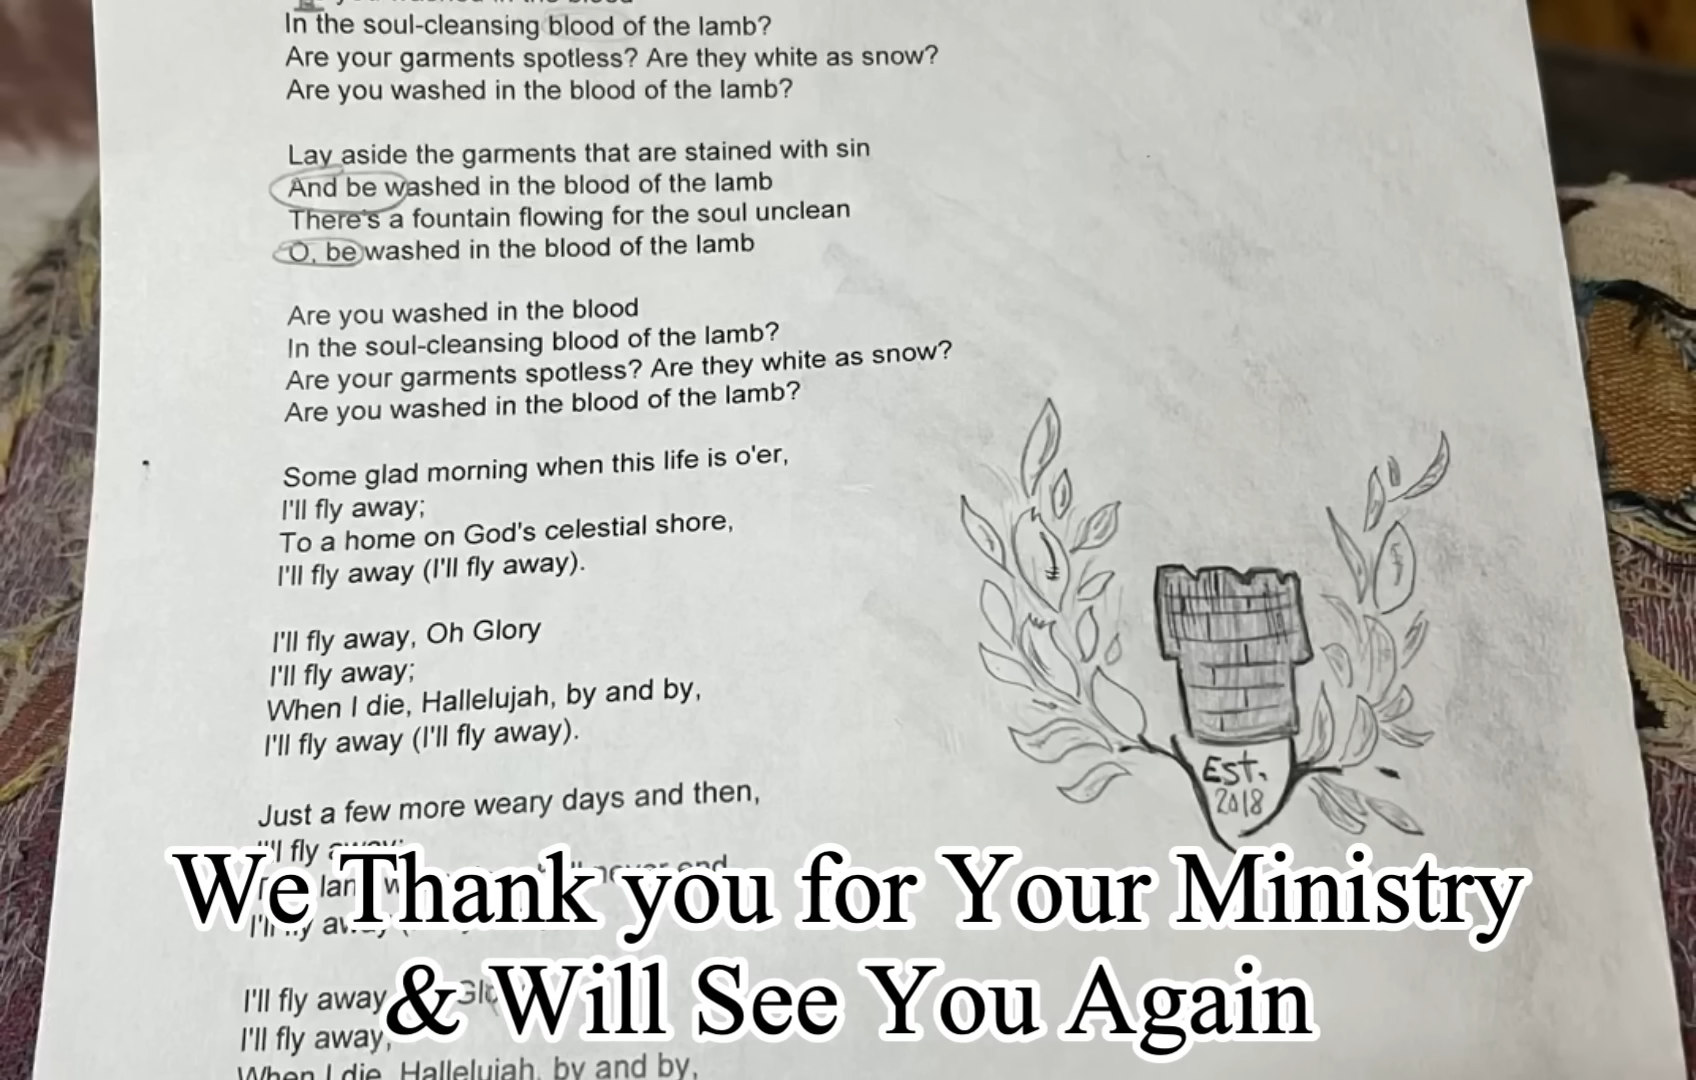 In the soul-cleansing blood of the lamb?
Are your garments spotless? Are they white as snow?
Are you washed in the blood of the lamb?
Lay aside the garments that are stained with sin
And be washed in the blood of the lamb
There's a fountain flowing for the soul unclean
O, be washed in the blood of the lamb
Are you washed in the blood
In the soul-cleansing blood of the lamb?
Are your garments spotless? Are they white as snow?
Are you washed in the blood of the lamb?
Some glad morning when this life is o'er,
I'll fly away;
To a home on God's celestial shore,
I'll fly away (I'll fly away).
I'll fly away, Oh Glory
I'll fly away;
When I die, Hallelujah, by and by,
I'll fly away (I'll fly away).
Just a few more weary days and then,
fly
I'll fly away
I'll fly away,
When I die, Hallelujah, by and by,
Est.
2018
We Thank you for Your Ministry
& Will See You Again